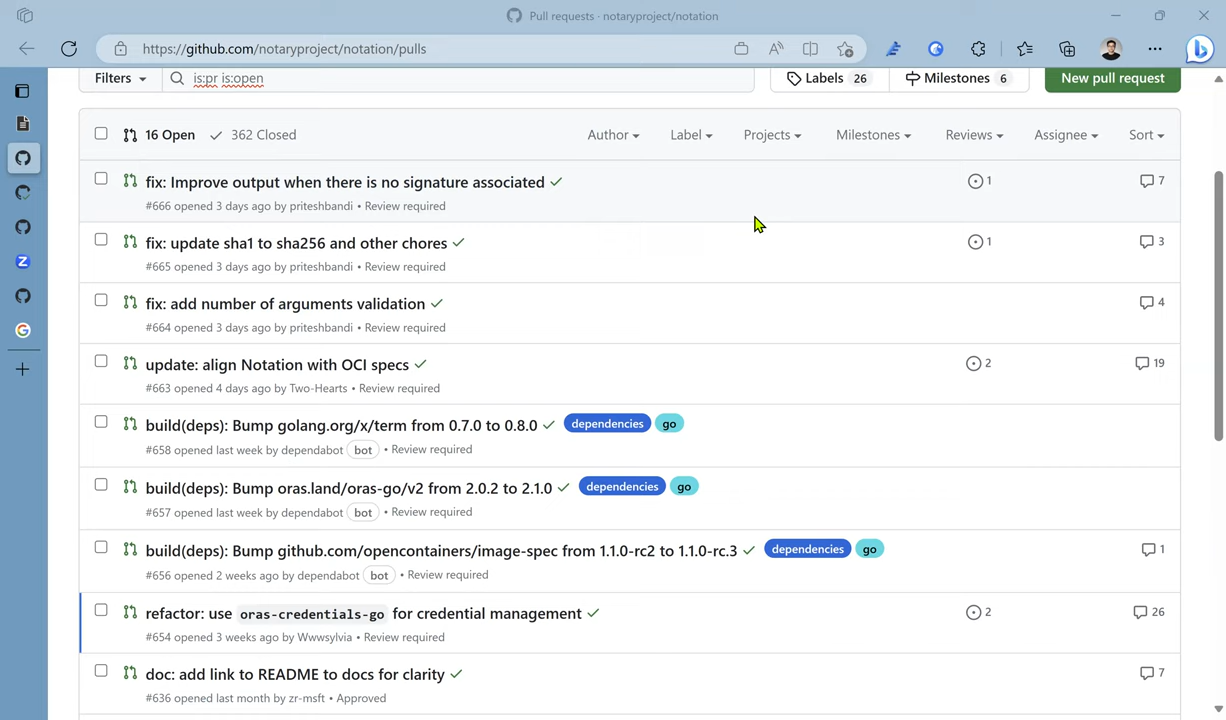 Pull requests · notaryproject/notation
https://github.com/notaryproject/notation/pulls
Filters
is:pr is:open
Labels 26
Milestones 6
New pull request
16 Open
362 Closed
Author
Label
Projects
Milestones
Reviews
Assignee
Sort
fix: Improve output when there is no signature associated
1
7
#666 opened 3 days ago by priteshbandi • Review required
fix: update sha1 to sha256 and other chores
1
3
#665 opened 3 days ago by priteshbandi • Review required
fix: add number of arguments validation
4
#664 opened 3 days ago by priteshbandi • Review required
update: align Notation with OCI specs
2
19
#663 opened 4 days ago by Two-Hearts • Review required
build(deps): Bump golang.org/x/term from 0.7.0 to 0.8.0 dependencies go
#658 opened last week by dependabot bot • Review required
build(deps): Bump oras.land/oras-go/v2 from 2.0.2 to 2.1.0 dependencies go
#657 opened last week by dependabot bot • Review required
build(deps): Bump github.com/opencontainers/image-spec from 1.1.0-rc2 to 1.1.0-rc.3 dependencies go
1
#656 opened 2 weeks ago by dependabot bot • Review required
refactor: use oras-credentials-go for credential management
2
26
#654 opened 3 weeks ago by Wwwsylvia • Review required
doc: add link to README to docs for clarity
7
#636 opened last month by zr-msft • Approved